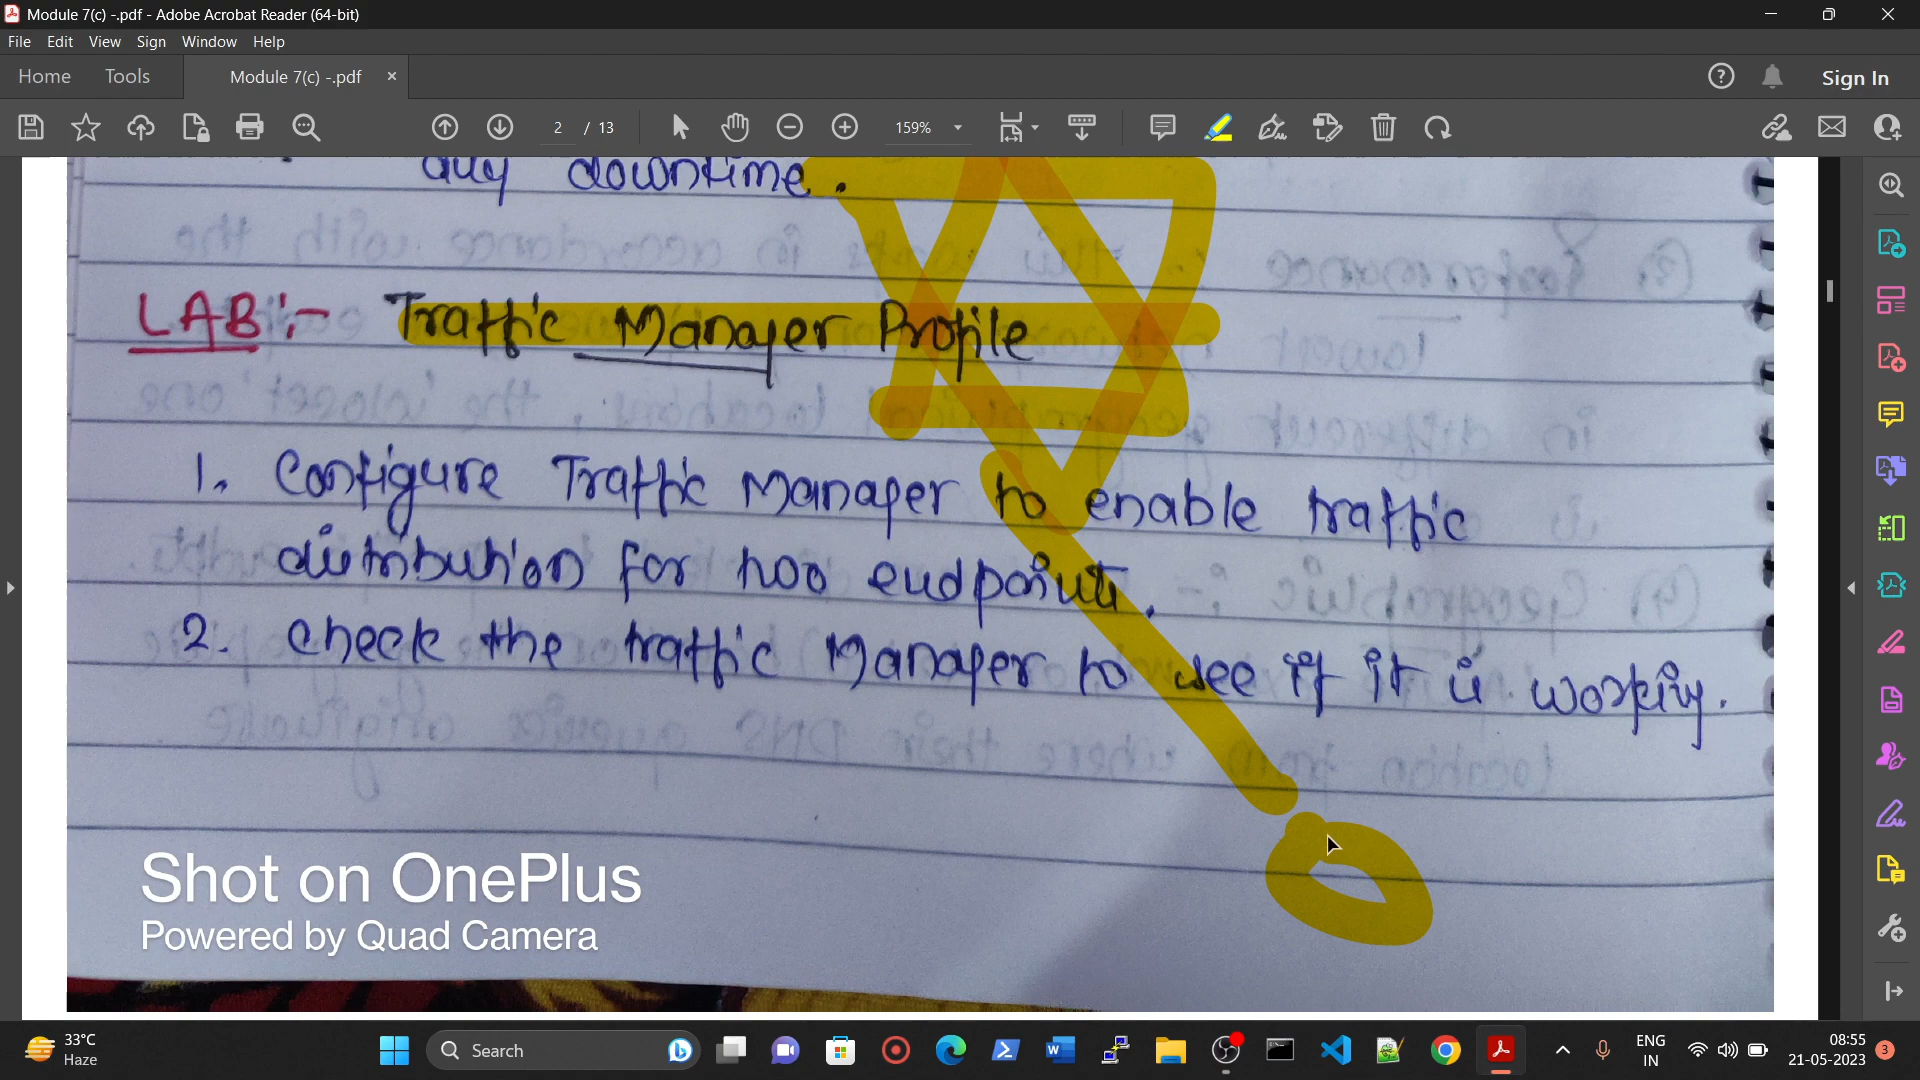 Module 7(c) -.pdf - Adobe Acrobat Reader (64-bit)
File Edit View Sign Window Help
Home Tools Module 7(c) -.pdf × Sign In
2 / 13 159%
any downtime.
LAB :- Traffic Manager Profile
1. Configure Traffic Manager to enable traffic
distribution for two endpoints.
2. Check the traffic Manager to see if it is working.
Shot on OnePlus
Powered by Quad Camera
33°C
Haze
Search
ENG
IN
08:55
21-05-2023
3